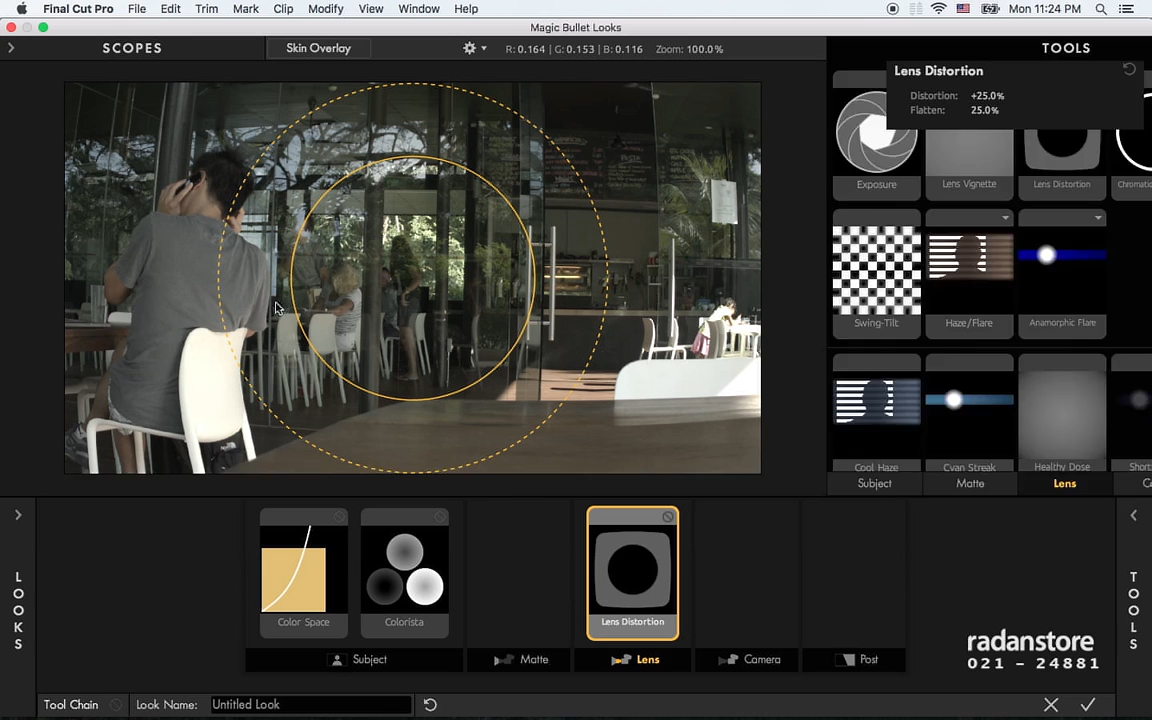 Final Cut Pro File Edit Trim Mark Clip Modify View Window Help Mon 11:24 PM
Magic Bullet Looks
SCOPES Skin Overlay R: 0.164 | G: 0.153 | B: 0.116 Zoom: 100.0% TOOLS
Lens Distortion
Distortion: +25.0%
Flatten: 25.0%
Exposure Lens Vignette Lens Distortion Chromatic
Swing-Tilt Haze/Flare Anamorphic Flare
Cool Haze Cyan Streak Healthy Dose Short
Subject Matte Lens Ca
LOOKS
TOOLS
Color Space Colorista Lens Distortion
Subject Matte Lens Camera Post
radanstore
021 - 24881
Tool Chain Look Name: Untitled Look